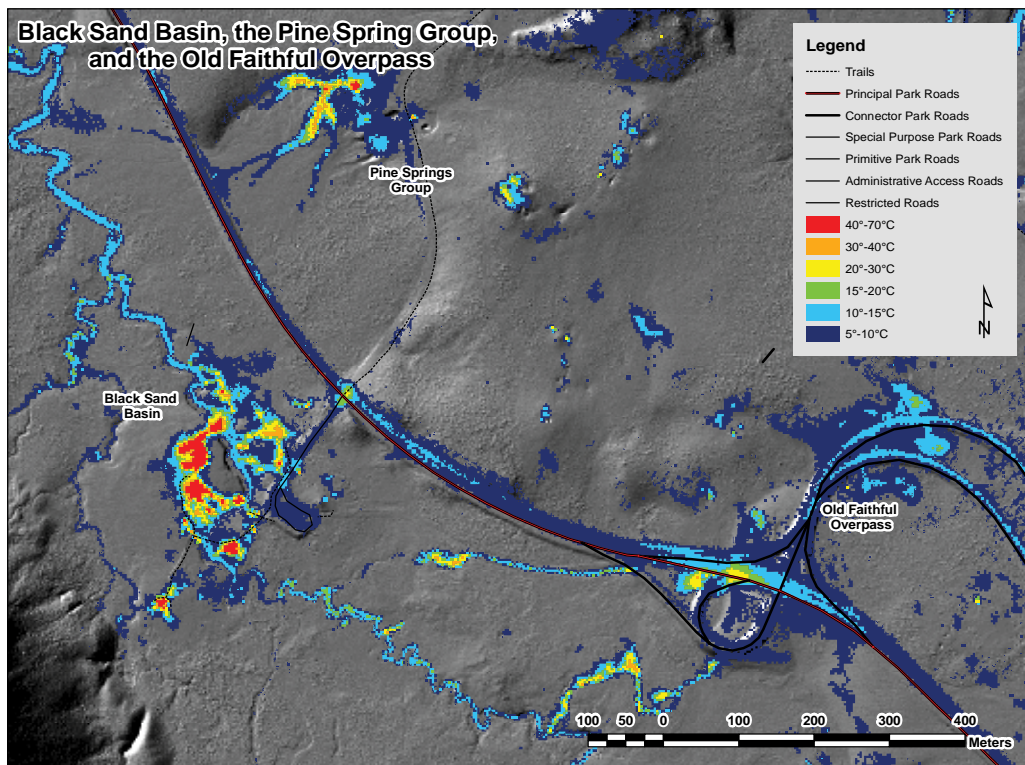 Black Sand Basin, the Pine Spring Group,
and the Old Faithful Overpass
Legend
Trails
Principal Park Roads
Connector Park Roads
Special Purpose Park Roads
Primitive Park Roads
Administrative Access Roads
Restricted Roads
40°-70°C
30°-40°C
20°-30°C
15°-20°C
10°-15°C
5°-10°C
N
Pine Springs
Group
Black Sand
Basin
Old Faithful
Overpass
100 50 0 100 200 300 400
Meters